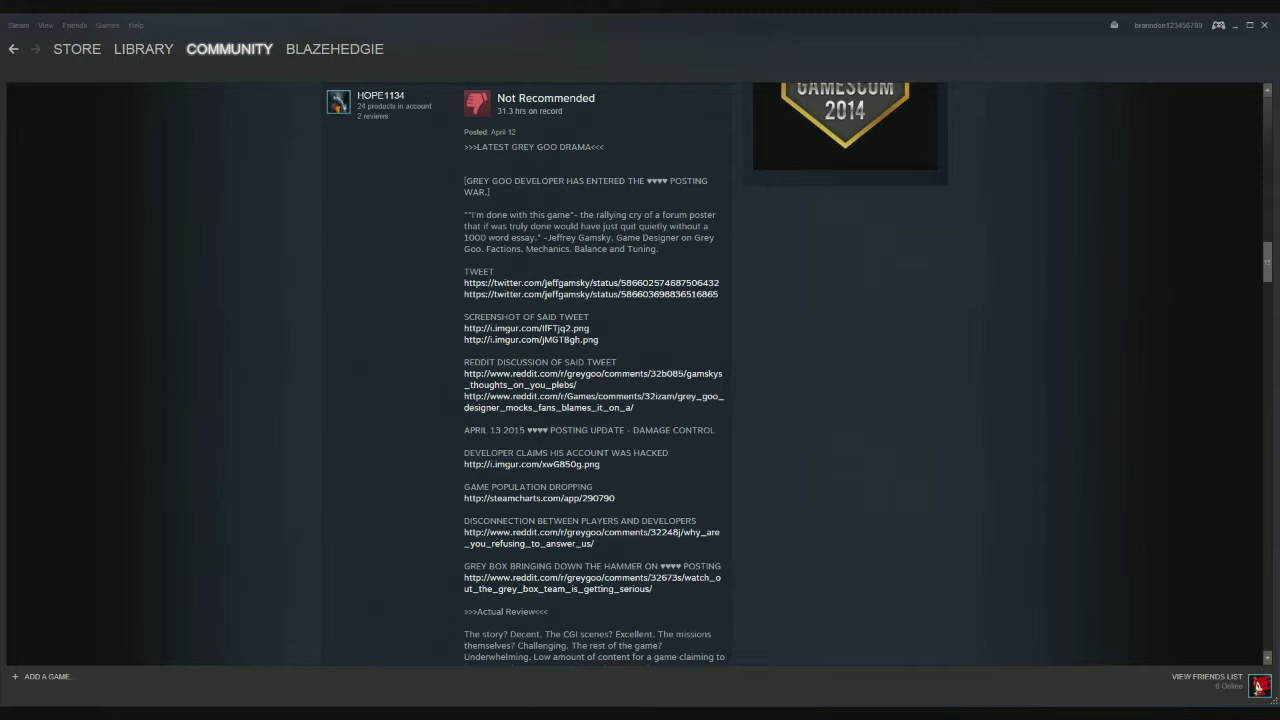 Steam View Friends Games Help
brannden123456789
STORE LIBRARY COMMUNITY BLAZEHEDGIE
GAMESCOM
2014
HOPE1134
24 products in account
2 reviews
Not Recommended
31.3 hrs on record
Posted: April 12
>>>LATEST GREY GOO DRAMA<<<
[GREY GOO DEVELOPER HAS ENTERED THE ♥♥♥♥ POSTING
WAR.]
""I'm done with this game"- the rallying cry of a forum poster
that if was truly done would have just quit quietly without a
1000 word essay." -Jeffrey Gamsky, Game Designer on Grey
Goo. Factions. Mechanics. Balance and Tuning.
TWEET
https://twitter.com/jeffgamsky/status/586602574687506432
https://twitter.com/jeffgamsky/status/586603698836516865
SCREENSHOT OF SAID TWEET
http://i.imgur.com/IfFTjq2.png
http://i.imgur.com/jMGTBgh.png
REDDIT DISCUSSION OF SAID TWEET
http://www.reddit.com/r/greygoo/comments/32b085/gamskys
_thoughts_on_you_plebs/
http://www.reddit.com/r/Games/comments/32izam/grey_goo_
designer_mocks_fans_blames_it_on_a/
APRIL 13 2015 ♥♥♥♥ POSTING UPDATE - DAMAGE CONTROL
DEVELOPER CLAIMS HIS ACCOUNT WAS HACKED
http://i.imgur.com/xwG850g.png
GAME POPULATION DROPPING
http://steamcharts.com/app/290790
DISCONNECTION BETWEEN PLAYERS AND DEVELOPERS
http://www.reddit.com/r/greygoo/comments/32248j/why_are
_you_refusing_to_answer_us/
GREY BOX BRINGING DOWN THE HAMMER ON ♥♥♥♥ POSTING
http://www.reddit.com/r/greygoo/comments/32673s/watch_o
ut_the_grey_box_team_is_getting_serious/
>>>Actual Review<<<
The story? Decent. The CGI scenes? Excellent. The missions
themselves? Challenging. The rest of the game?
Underwhelming. Low amount of content for a game claiming to
+ ADD A GAME...
VIEW FRIENDS LIST
6 Online